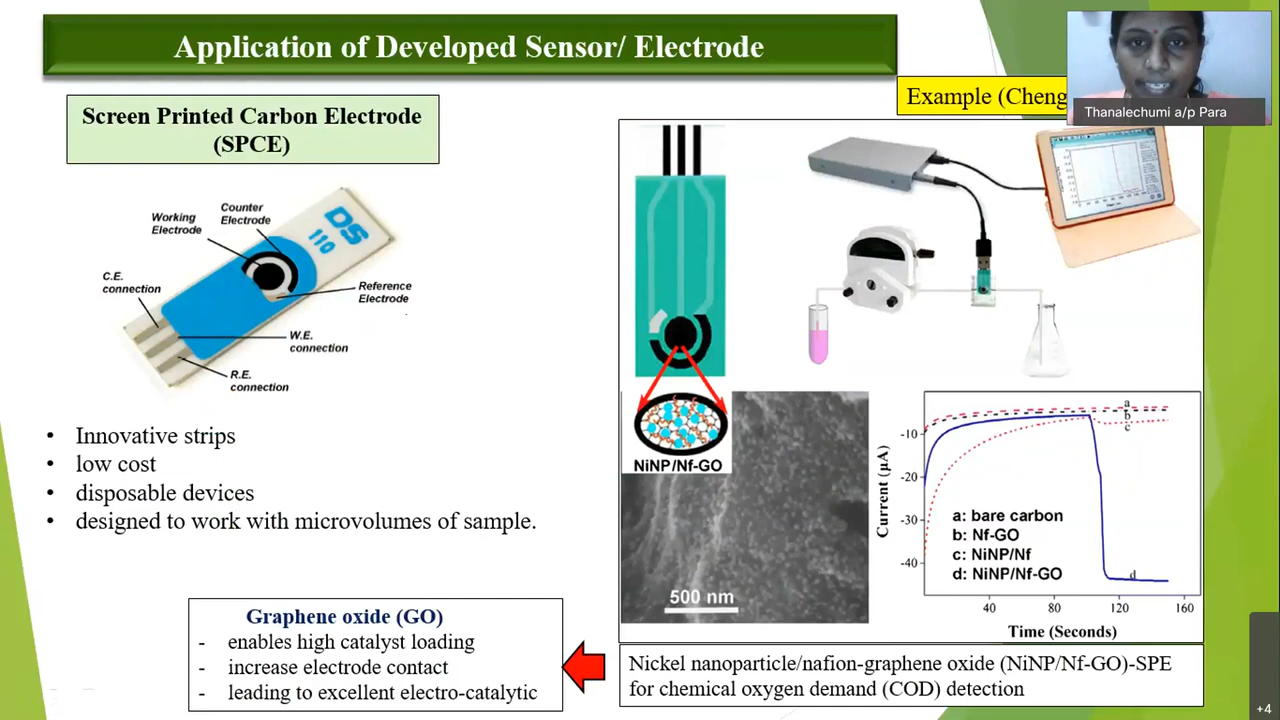 Application of Developed Sensor/ Electrode
Thanalechumi a/p Para
Screen Printed Carbon Electrode
(SPCE)
Example (Cheng
Working
Electrode
Counter
Electrode
DS
110
C.E.
connection
Reference
Electrode
W.E.
connection
R.E.
connection
• Innovative strips
• low cost
• disposable devices
• designed to work with microvolumes of sample.
Graphene oxide (GO)
- enables high catalyst loading
- increase electrode contact
- leading to excellent electro-catalytic
NiNP/Nf-GO
500 nm
Current (µA)
-10
-20
-30
-40
a
b
c
a: bare carbon
b: Nf-GO
c: NiNP/Nf
d: NiNP/Nf-GO
d
40 80 120 160
Time (Seconds)
Nickel nanoparticle/nafion-graphene oxide (NiNP/Nf-GO)-SPE
for chemical oxygen demand (COD) detection
+4